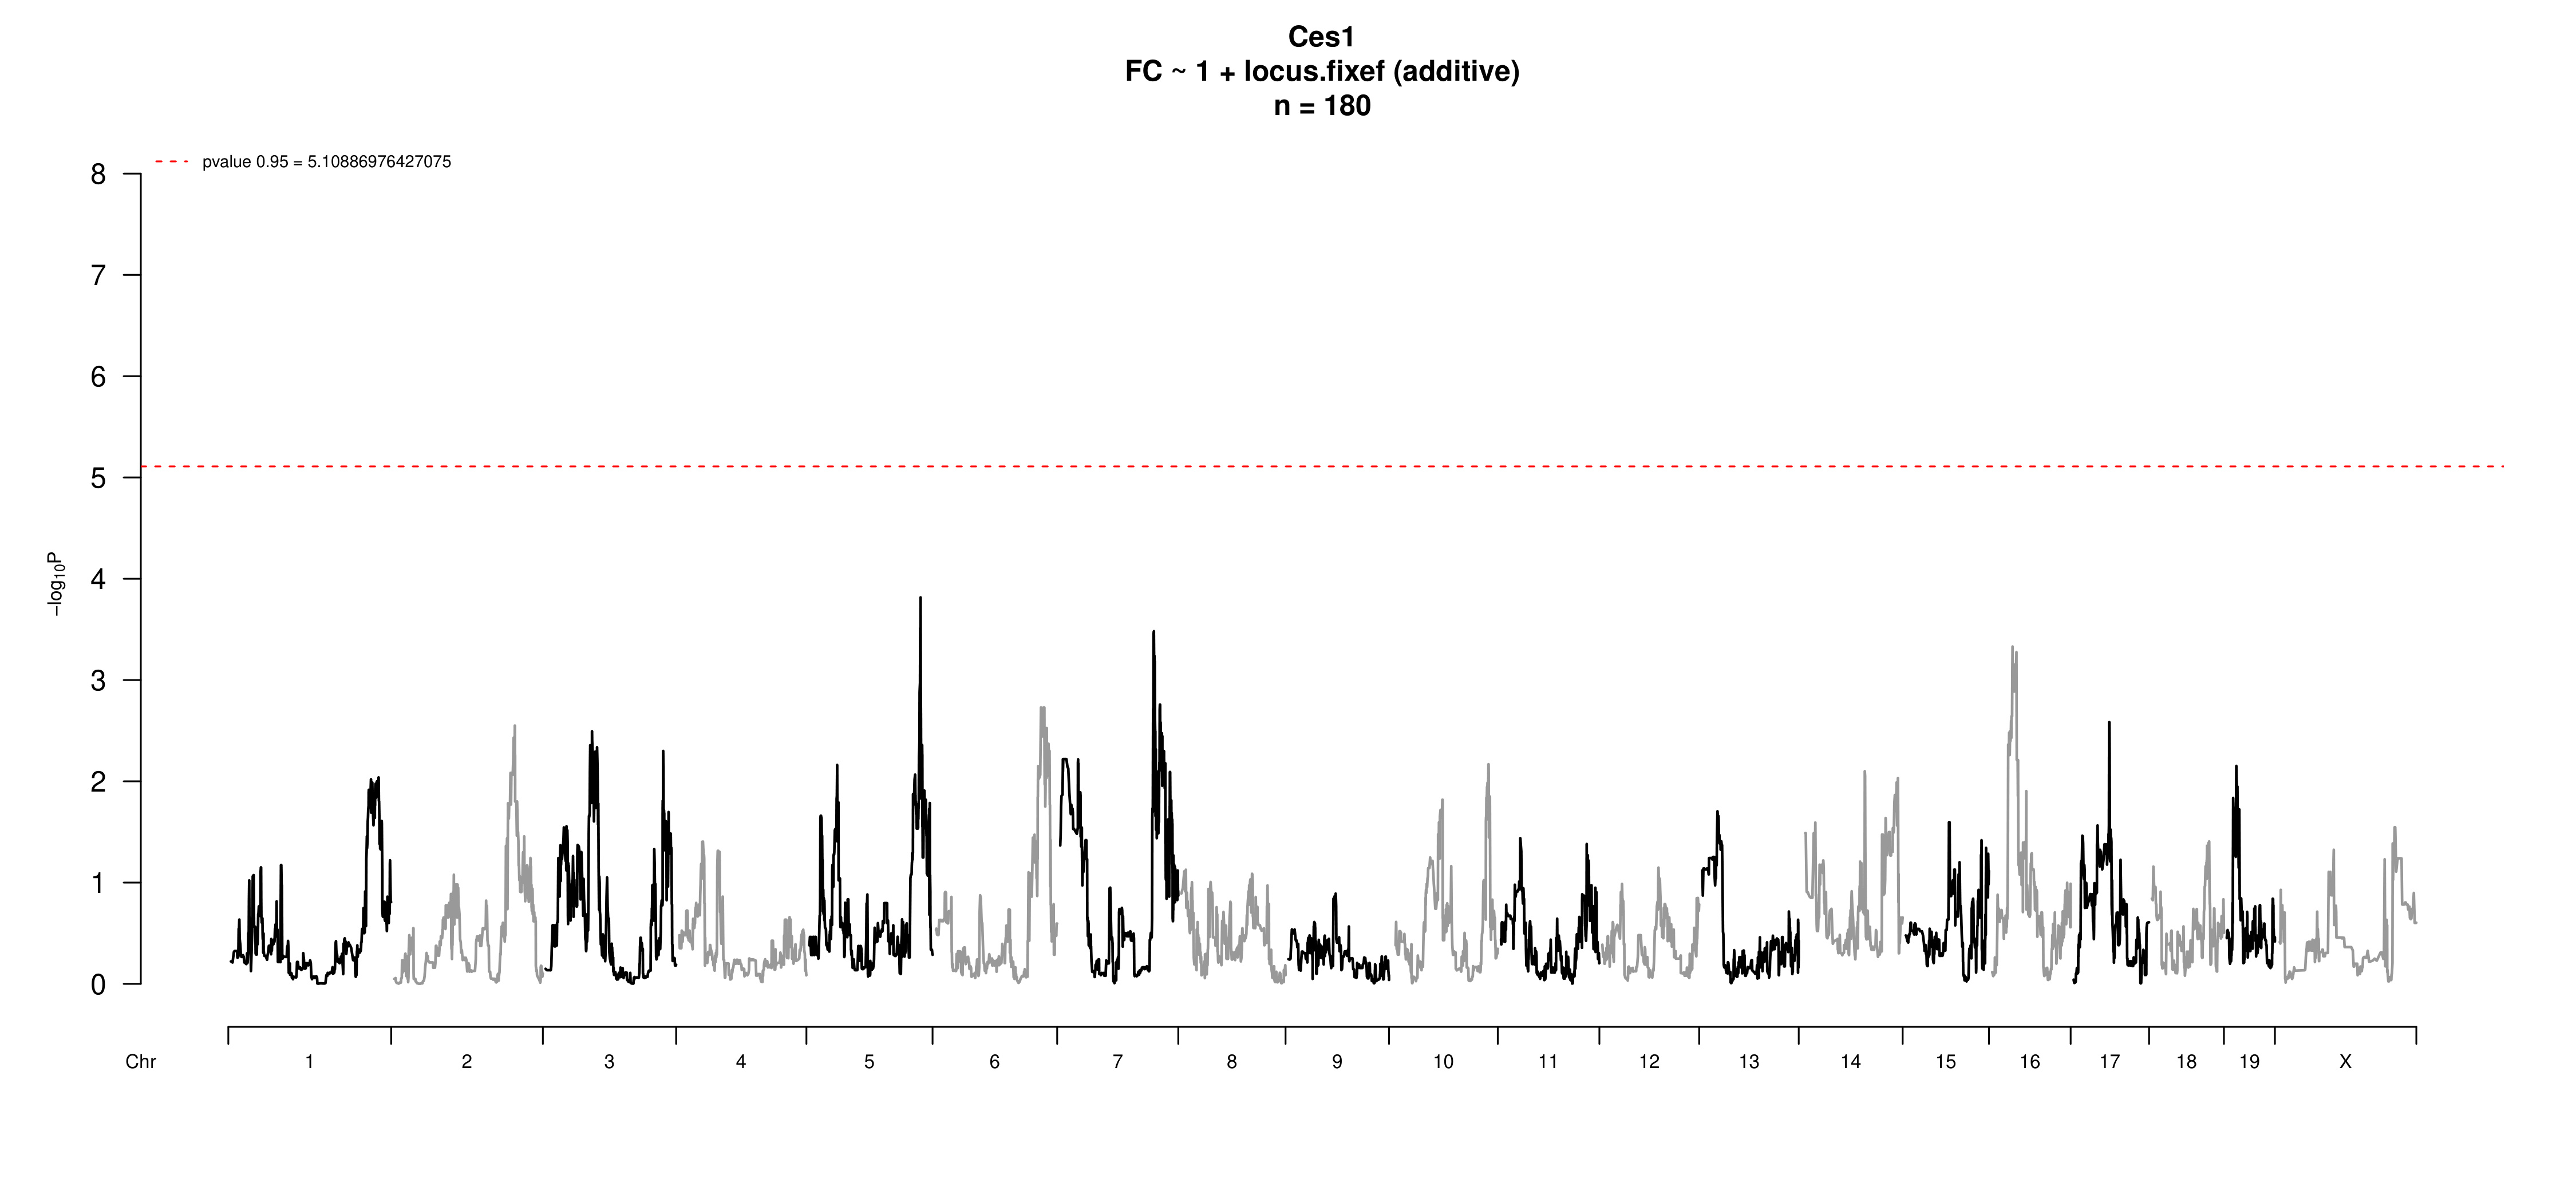 Ces1
FC ~ 1 + locus.fixef (additive)
n = 180
pvalue 0.95 = 5.10886976427075
8
7
6
5
4
3
2
1
0
−log10P
Chr 1 2 3 4 5 6 7 8 9 10 11 12 13 14 15 16 17 18 19 X